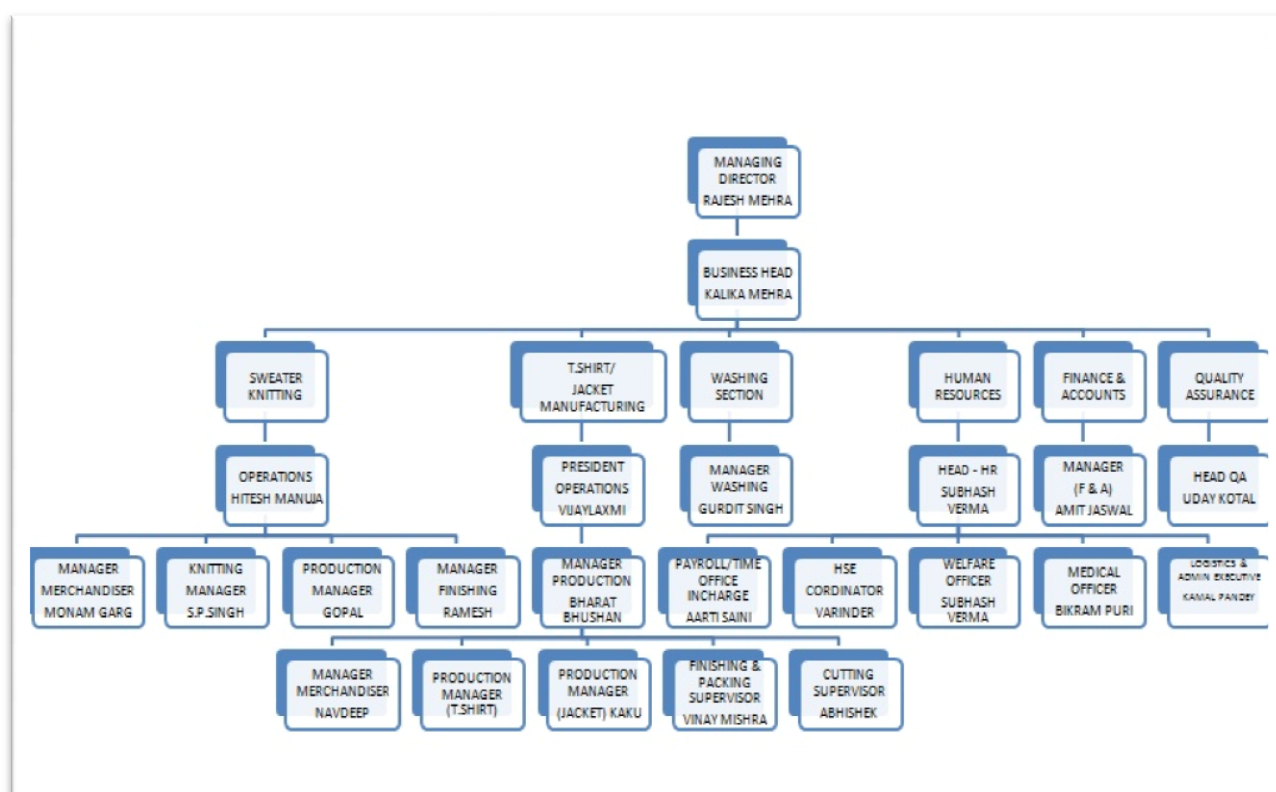 MANAGING
DIRECTOR
RAJESH MEHRA
BUSINESS HEAD
KALIKA MEHRA
SWEATER
KNITTING
T.SHIRT/
JACKET
MANUFACTURING
WASHING
SECTION
HUMAN
RESOURCES
FINANCE &
ACCOUNTS
QUALITY
ASSURANCE
OPERATIONS
HITESH MANUJA
PRESIDENT
OPERATIONS
VIJAYLAXMI
MANAGER
WASHING
GURDIT SINGH
HEAD - HR
SUBHASH
VERMA
MANAGER
(F & A)
AMIT JASWAL
HEAD QA
UDAY KOTAL
MANAGER
MERCHANDISER
MONAM GARG
KNITTING
MANAGER
S.P.SINGH
PRODUCTION
MANAGER
GOPAL
MANAGER
FINISHING
RAMESH
MANAGER
PRODUCTION
BHARAT
BHUSHAN
PAYROLL/TIME
OFFICE
INCHARGE
AARTI SAINI
HSE
CORDINATOR
VARINDER
WELFARE
OFFICER
SUBHASH
VERMA
MEDICAL
OFFICER
BIKRAM PURI
LOGISTICS &
ADMIN EXECUTIVE
KAMAL PANDEY
MANAGER
MERCHANDISER
NAVDEEP
PRODUCTION
MANAGER
(T.SHIRT)
PRODUCTION
MANAGER
(JACKET) KAKU
FINISHING &
PACKING
SUPERVISOR
VINAY MISHRA
CUTTING
SUPERVISOR
ABHISHEK